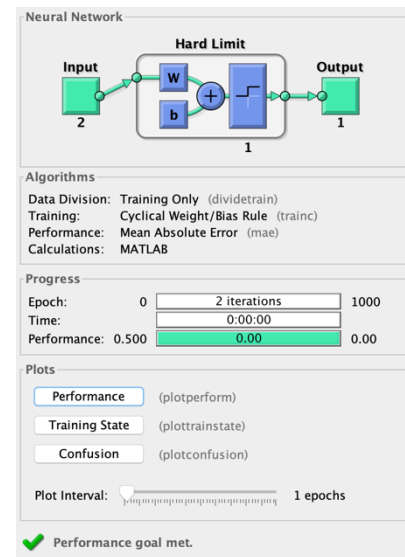 Neural Network
Hard Limit
Input
Output
W
b
+
2
1
1
Algorithms
Data Division: Training Only (dividetrain)
Training: Cyclical Weight/Bias Rule (trainc)
Performance: Mean Absolute Error (mae)
Calculations: MATLAB
Progress
Epoch: 0 2 iterations 1000
Time: 0:00:00
Performance: 0.500 0.00 0.00
Plots
Performance (plotperform)
Training State (plottrainstate)
Confusion (plotconfusion)
Plot Interval: 1 epochs
Performance goal met.